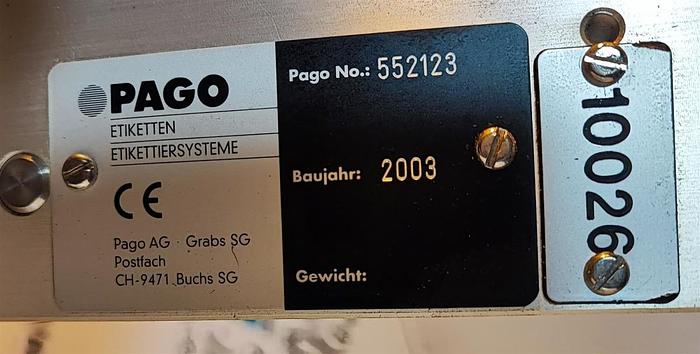 PAGO
ETIKETTEN
ETIKETTIERSYSTEME
CE
Pago AG · Grabs SG
Postfach
CH-9471 Buchs SG
Pago No.: 552123
Baujahr: 2003
Gewicht:
10026